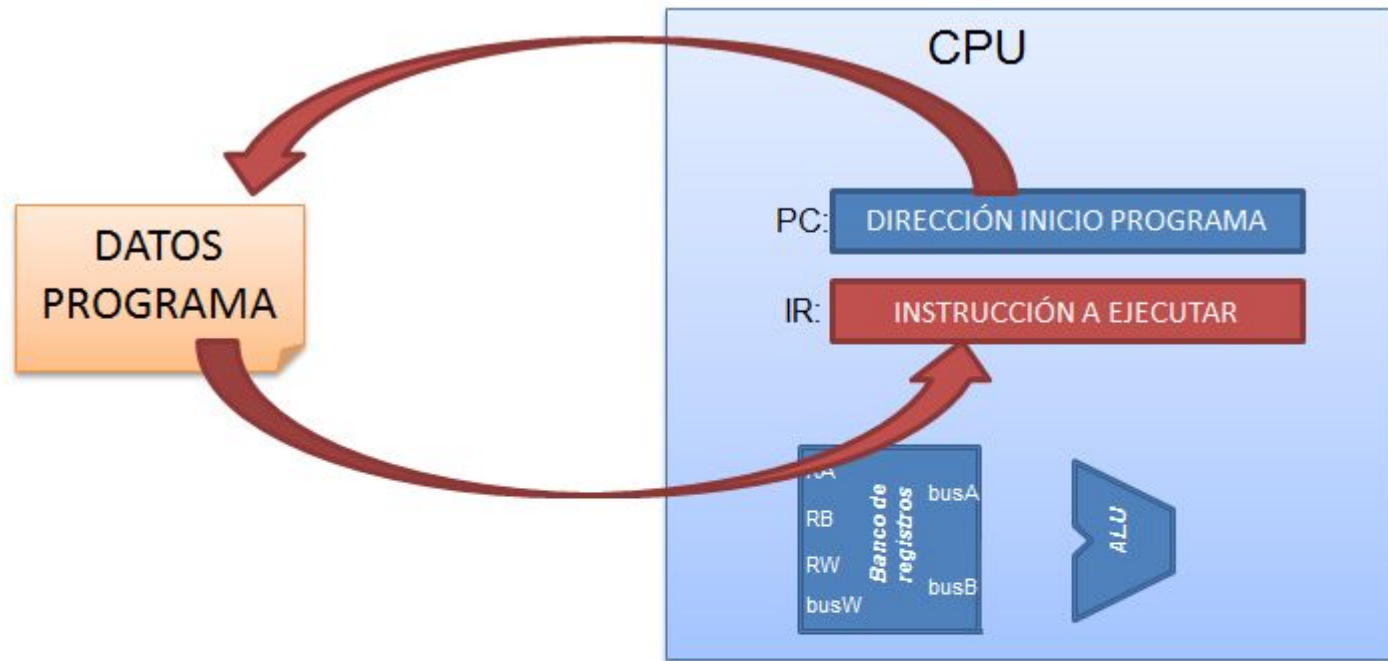 CPU
DATOS
PROGRAMA
PC: DIRECCIÓN INICIO PROGRAMA
IR: INSTRUCCIÓN A EJECUTAR
RA
RB
RW
busW
Banco de
registros
busA
busB
ALU